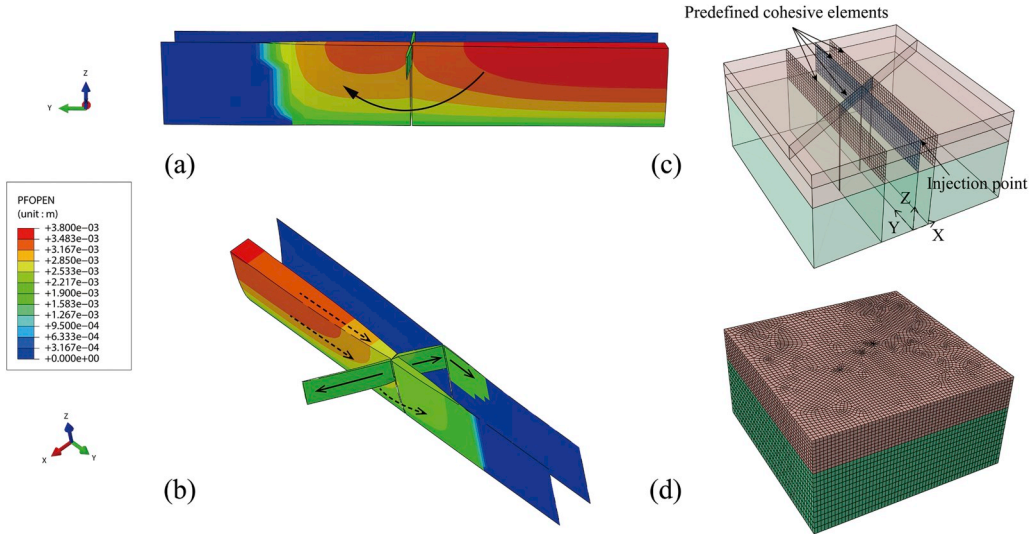 Predefined cohesive elements
Z
Y
(a)
(c)
Injection point
Z
Y
X
PFOPEN
(unit : m)
+3.800e−03
+3.483e−03
+3.167e−03
+2.850e−03
+2.533e−03
+2.217e−03
+1.900e−03
+1.583e−03
+1.267e−03
+9.500e−04
+6.333e−04
+3.167e−04
+0.000e+00
Z
X
Y
(b)
(d)